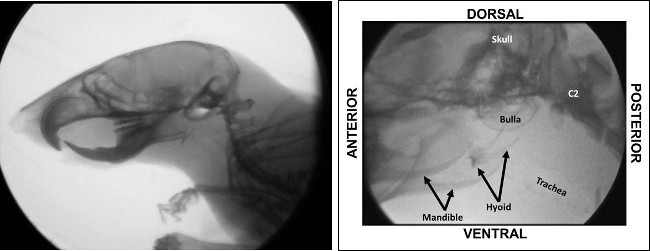 DORSAL
Skull
ANTERIOR
C2
POSTERIOR
Bulla
Trachea
Hyoid
Mandible
VENTRAL